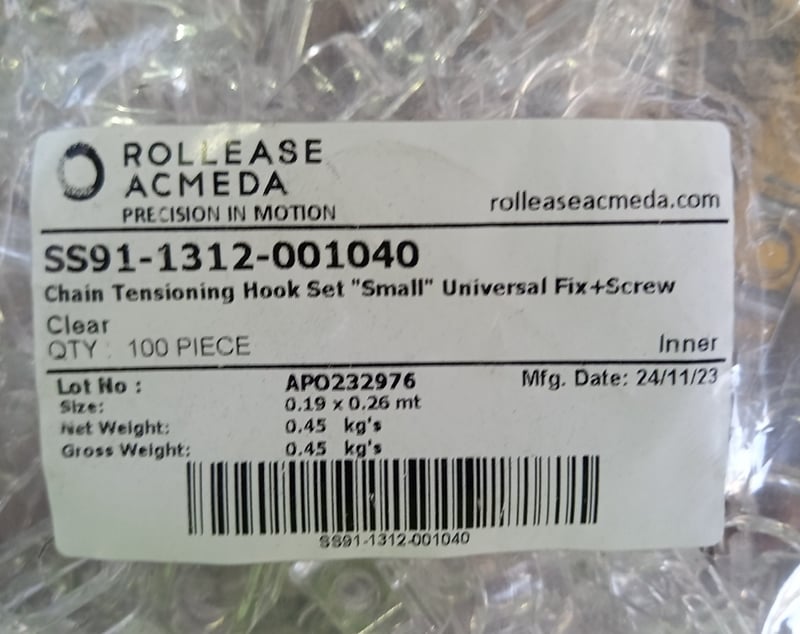 ROLLEASE
ACMEDA
PRECISION IN MOTION
rolleaseacmeda.com
SS91-1312-001040
Chain Tensioning Hook Set "Small" Universal Fix+Screw
Clear
QTY : 100 PIECE
Inner
Lot No : APO232976
Mfg. Date: 24/11/23
Size: 0.19 x 0.26 mt
Net Weight: 0.45 kg's
Gross Weight: 0.45 kg's
SS91-1312-001040